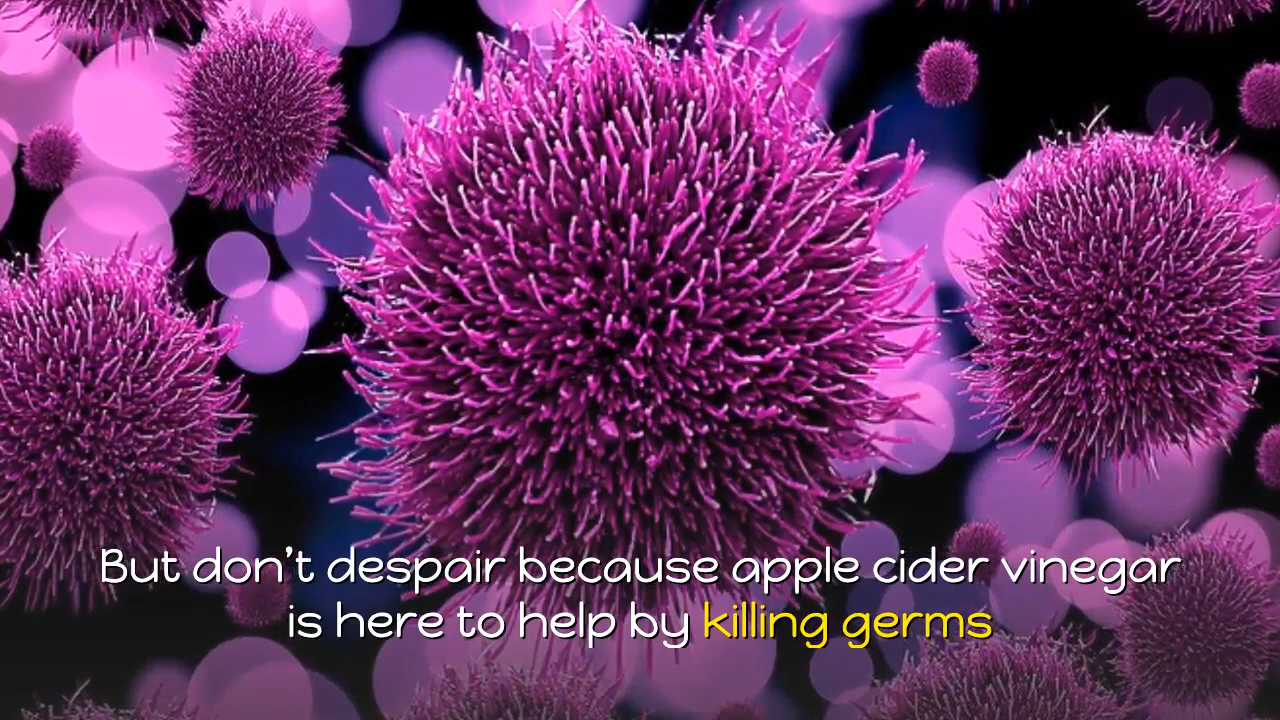 But don't despair because apple cider vinegar
is here to help by killing germs